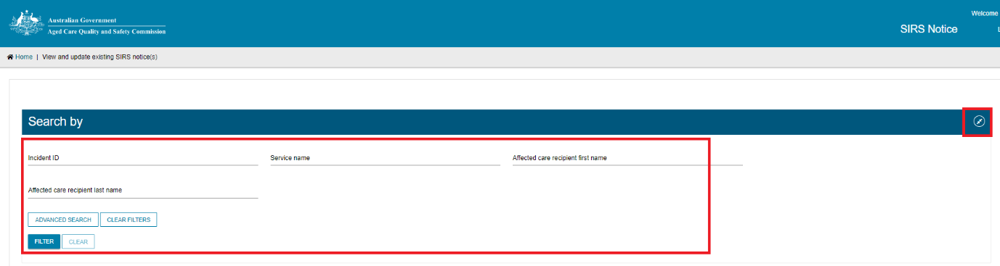 Australian Government
Aged Care Quality and Safety Commission
Welcome
SIRS Notice
Home | View and update existing SIRS notice(s)
Search by
Incident ID
Service name
Affected care recipient first name
Affected care recipient last name
ADVANCED SEARCH
CLEAR FILTERS
FILTER
CLEAR